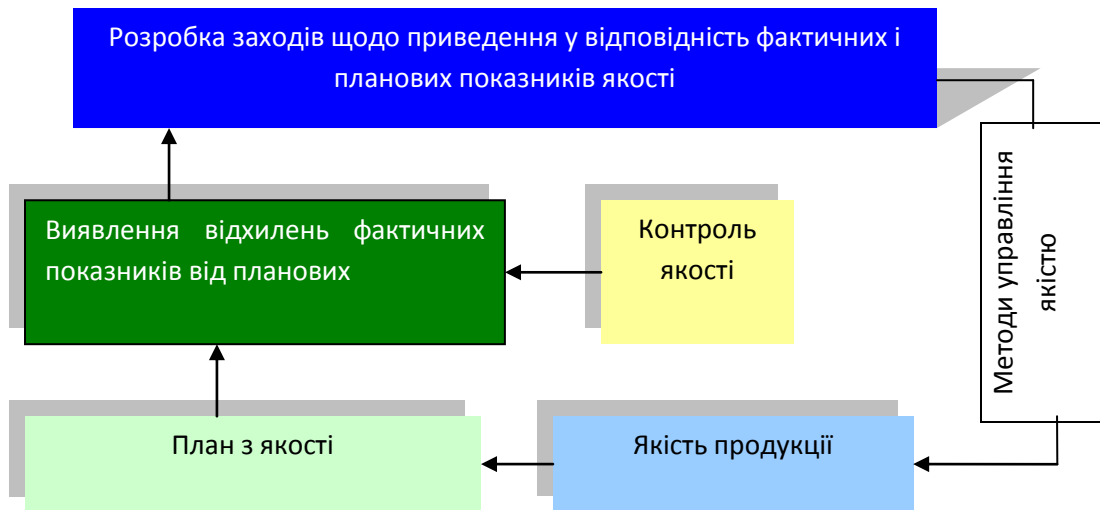 Розробка заходів щодо приведення у відповідність фактичних і
планових показників якості
Виявлення відхилень фактичних
показників від планових
Контроль
якості
Методи управління
якістю
План з якості
Якість продукції